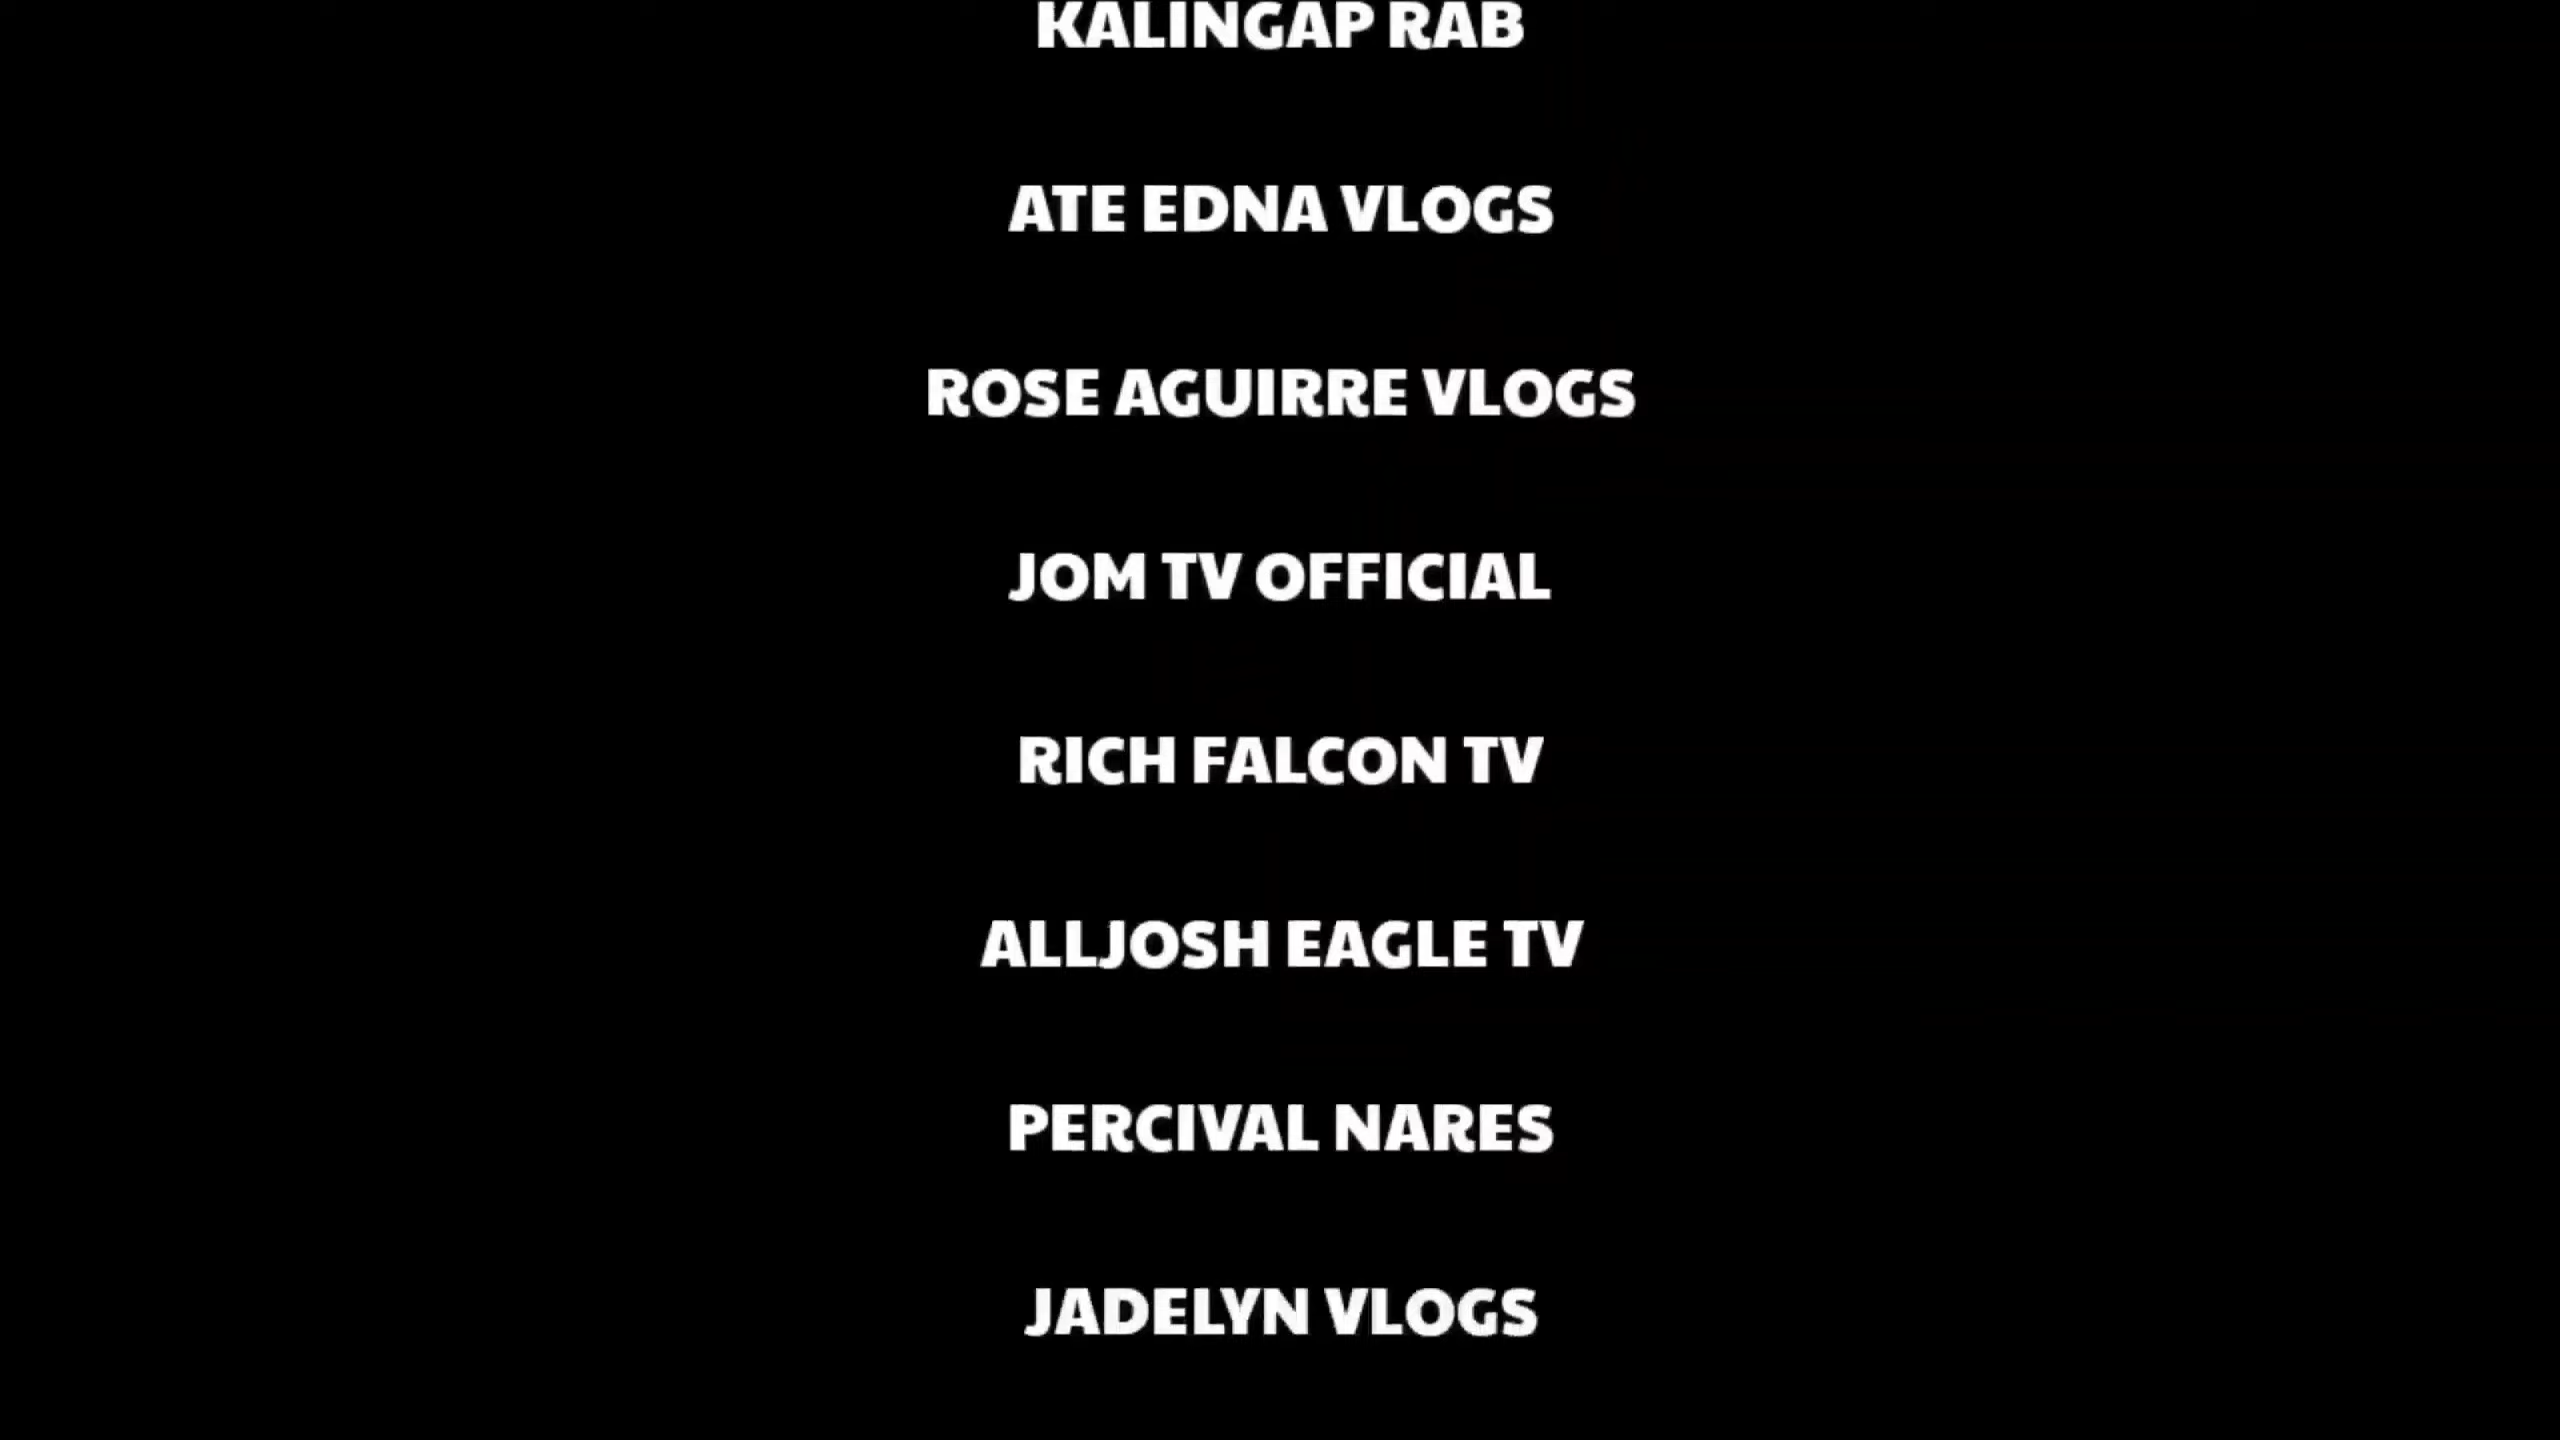 KALINGAP RAB
ATE EDNA VLOGS
ROSE AGUIRRE VLOGS
JOM TV OFFICIAL
RICH FALCON TV
ALLJOSH EAGLE TV
PERCIVAL NARES
JADELYN VLOGS